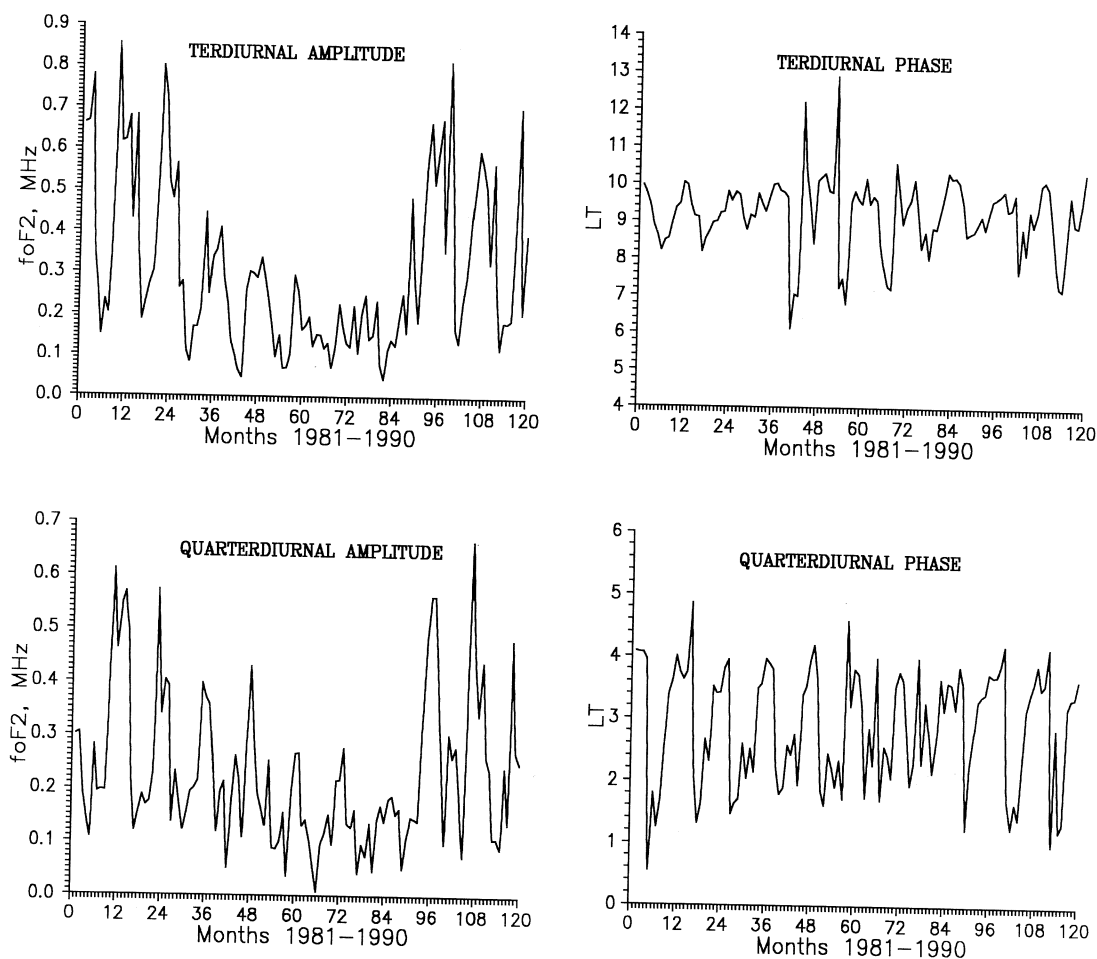 TERDIURNAL AMPLITUDE
foF2, MHz
0.9
0.8
0.7
0.6
0.5
0.4
0.3
0.2
0.1
0.0
0 12 24 36 48 60 72 84 96 108 120
Months 1981−1990
TERDIURNAL PHASE
LT
14
13
12
11
10
9
8
7
6
5
4
0 12 24 36 48 60 72 84 96 108 120
Months 1981−1990
QUARTERDIURNAL AMPLITUDE
foF2, MHz
0.7
0.6
0.5
0.4
0.3
0.2
0.1
0.0
0 12 24 36 48 60 72 84 96 108 120
Months 1981−1990
QUARTERDIURNAL PHASE
LT
6
5
4
3
2
1
0
0 12 24 36 48 60 72 84 96 108 120
Months 1981−1990